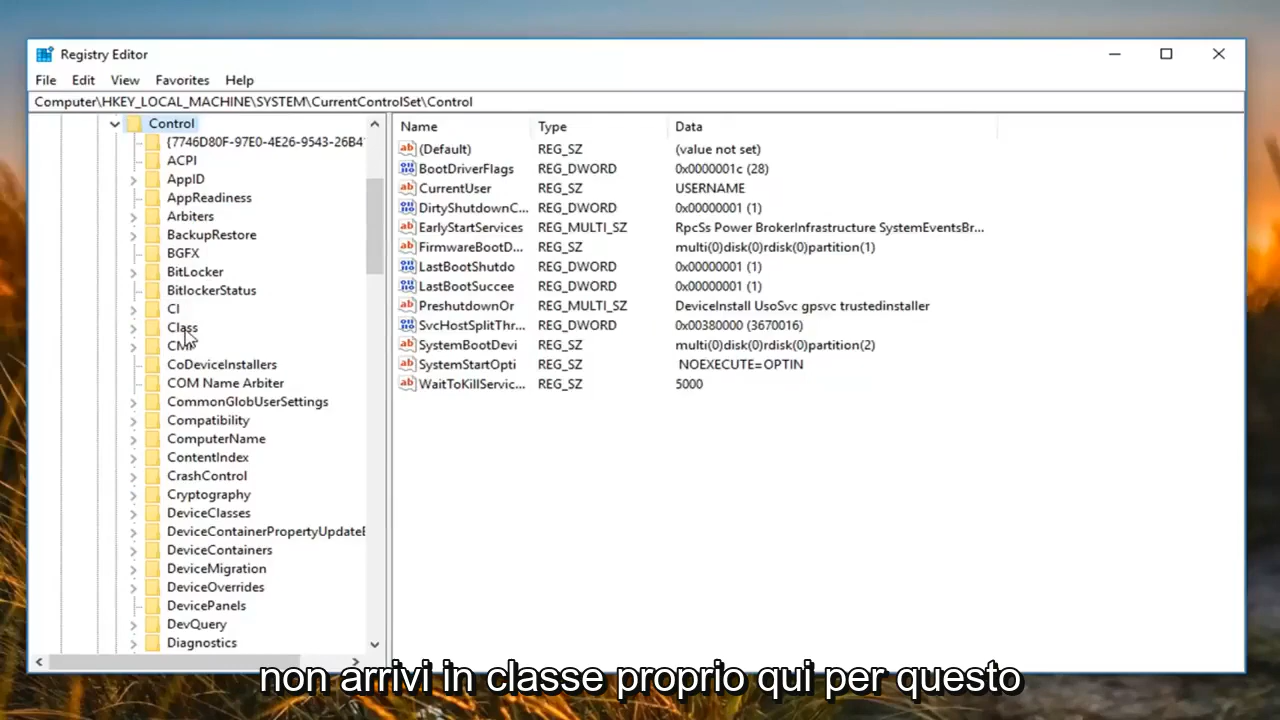 Registry Editor
File Edit View Favorites Help
Computer\HKEY_LOCAL_MACHINE\SYSTEM\CurrentControlSet\Control
Control
{7746D80F-97E0-4E26-9543-26B4
ACPI
AppID
AppReadiness
Arbiters
BackupRestore
BGFX
BitLocker
BitlockerStatus
CI
Class
CMF
CoDeviceInstallers
COM Name Arbiter
CommonGlobUserSettings
Compatibility
ComputerName
ContentIndex
CrashControl
Cryptography
DeviceClasses
DeviceContainerPropertyUpdateE
DeviceContainers
DeviceMigration
DeviceOverrides
DevicePanels
DevQuery
Diagnostics
Name Type Data
(Default) REG_SZ (value not set)
BootDriverFlags REG_DWORD 0x0000001c (28)
CurrentUser REG_SZ USERNAME
DirtyShutdownC... REG_DWORD 0x00000001 (1)
EarlyStartServices REG_MULTI_SZ RpcSs Power BrokerInfrastructure SystemEventsBr...
FirmwareBootD... REG_SZ multi(0)disk(0)rdisk(0)partition(1)
LastBootShutdo REG_DWORD 0x00000001 (1)
LastBootSuccee REG_DWORD 0x00000001 (1)
PreshutdownOr REG_MULTI_SZ DeviceInstall UsoSvc gpsvc trustedinstaller
SvcHostSplitThr... REG_DWORD 0x00380000 (3670016)
SystemBootDevi REG_SZ multi(0)disk(0)rdisk(0)partition(2)
SystemStartOpti REG_SZ NOEXECUTE=OPTIN
WaitToKillServic... REG_SZ 5000
non arrivi in classe proprio qui per questo